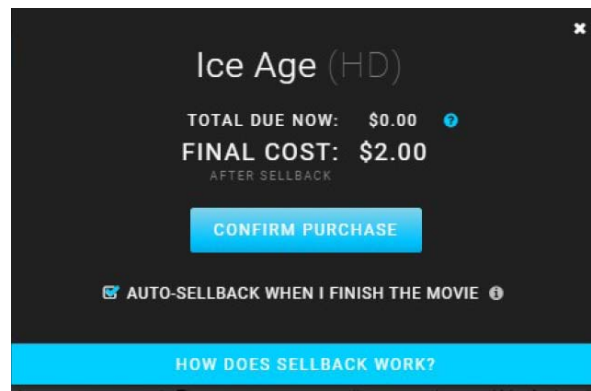 Ice Age (HD)
TOTAL DUE NOW: $0.00
FINAL COST: $2.00
AFTER SELLBACK
CONFIRM PURCHASE
AUTO-SELLBACK WHEN I FINISH THE MOVIE
HOW DOES SELLBACK WORK?